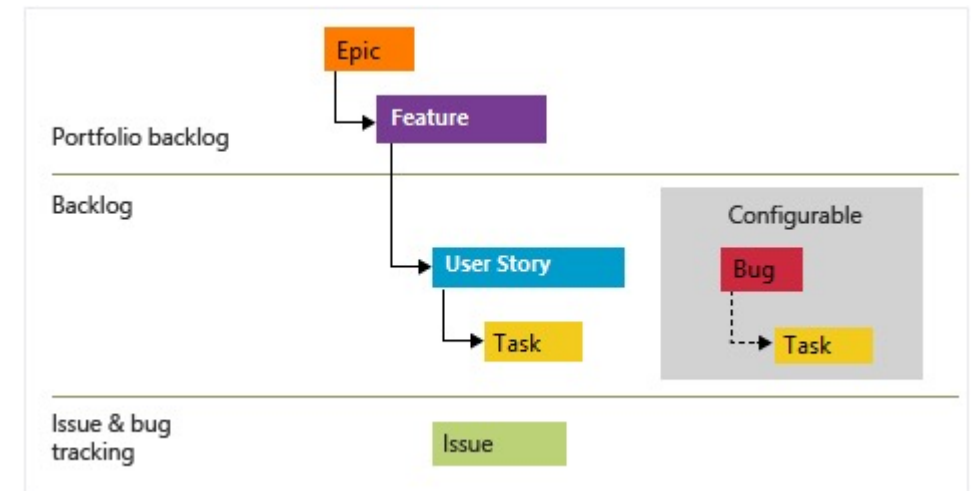 Epic
Feature
Portfolio backlog
Backlog
Configurable
User Story
Bug
Task
Task
Issue & bug
tracking
Issue